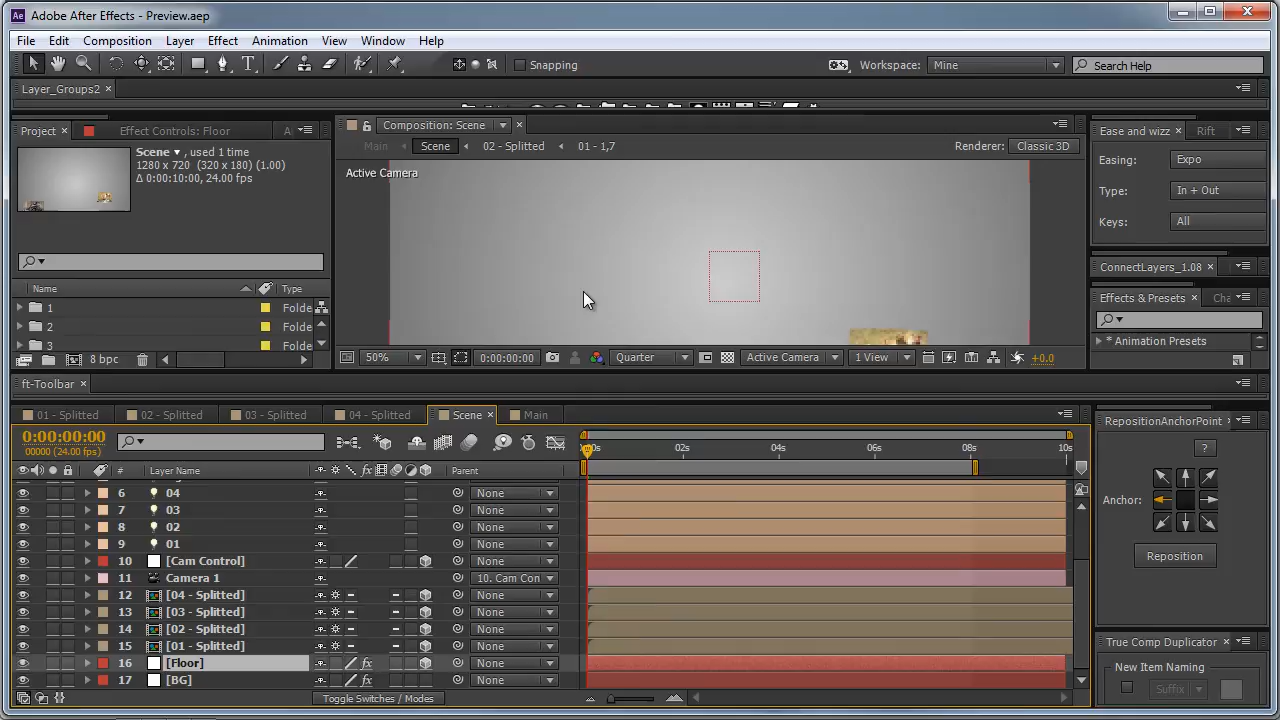 Adobe After Effects - Preview.aep
File Edit Composition Layer Effect Animation View Window Help
Snapping Workspace: Mine Search Help
Layer_Groups2 ×
Project × Effect Controls: Floor A
Scene ▾, used 1 time
1280 x 720 (320 x 180) (1.00)
Δ 0:00:10:00, 24.00 fps
Name Type
1 Folde
2 Folde
3 Folde
8 bpc
Composition: Scene ×
Main Scene 02 - Splitted 01 - 1,7 Renderer: Classic 3D
Active Camera
50% 0:00:00:00 Quarter Active Camera 1 View +0.0
Ease and wizz × Rift
Easing: Expo
Type: In + Out
Keys: All
ConnectLayers_1.08 ×
Effects & Presets × Cha
* Animation Presets
ft-Toolbar ×
01 - Splitted 02 - Splitted 03 - Splitted 04 - Splitted Scene × Main
0:00:00:00
00000 (24.00 fps)
:00s 02s 04s 06s 08s 10s
# Layer Name fx Parent
6 04 None
7 03 None
8 02 None
9 01 None
10 [Cam Control] None
11 Camera 1 10. Cam Con
12 [04 - Splitted] None
13 [03 - Splitted] None
14 [02 - Splitted] None
15 [01 - Splitted] None
16 [Floor] fx None
17 [BG] fx None
Toggle Switches / Modes
RepositionAnchorPoint
?
Anchor:
Reposition
True Comp Duplicator ×
New Item Naming
Suffix